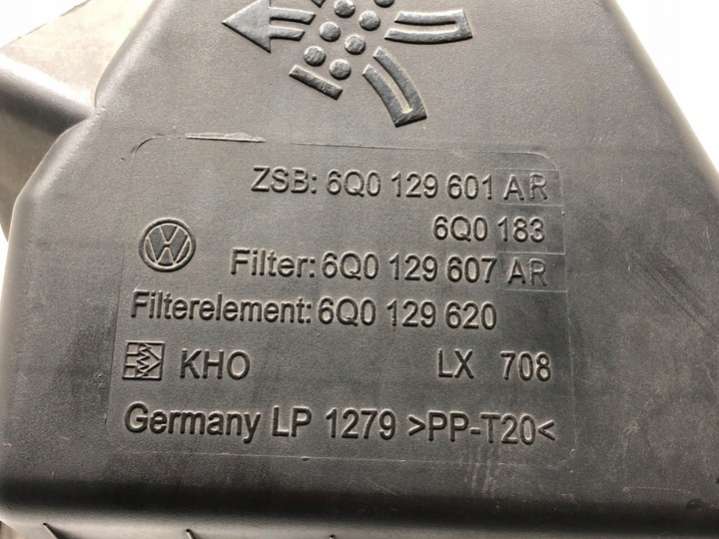 ZSB: 6Q0 129 601 AR
6Q0 183
Filter: 6Q0 129 607 AR
Filterelement: 6Q0 129 620
KHO LX 708
Germany LP 1279 >PP-T20<